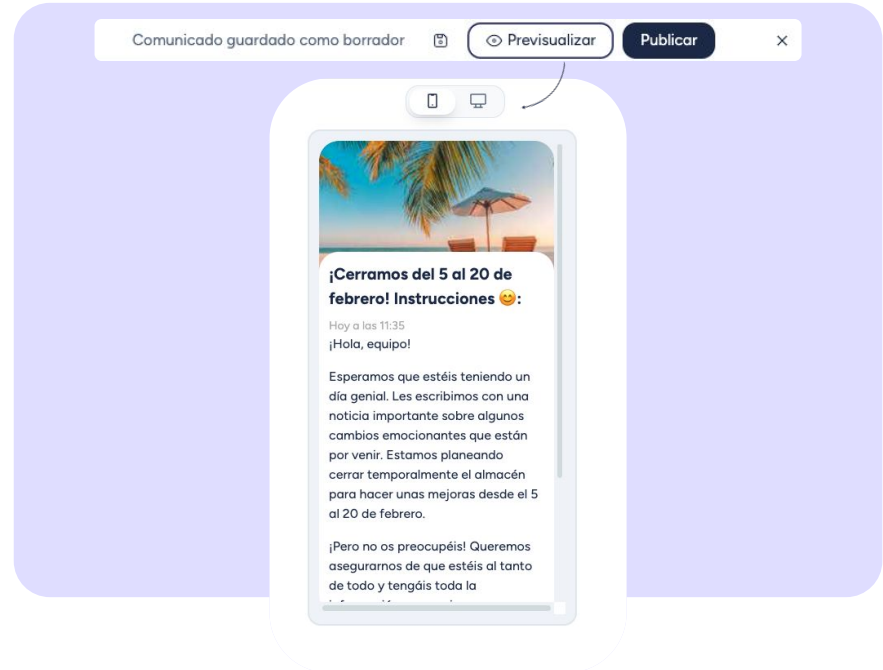 Comunicado guardado como borrador
Previsualizar
Publicar
¡Cerramos del 5 al 20 de
febrero! Instrucciones 😊:
Hoy a las 11:35
¡Hola, equipo!
Esperamos que estéis teniendo un
día genial. Les escribimos con una
noticia importante sobre algunos
cambios emocionantes que están
por venir. Estamos planeando
cerrar temporalmente el almacén
para hacer unas mejoras desde el 5
al 20 de febrero.
¡Pero no os preocupéis! Queremos
asegurarnos de que estéis al tanto
de todo y tengáis toda la